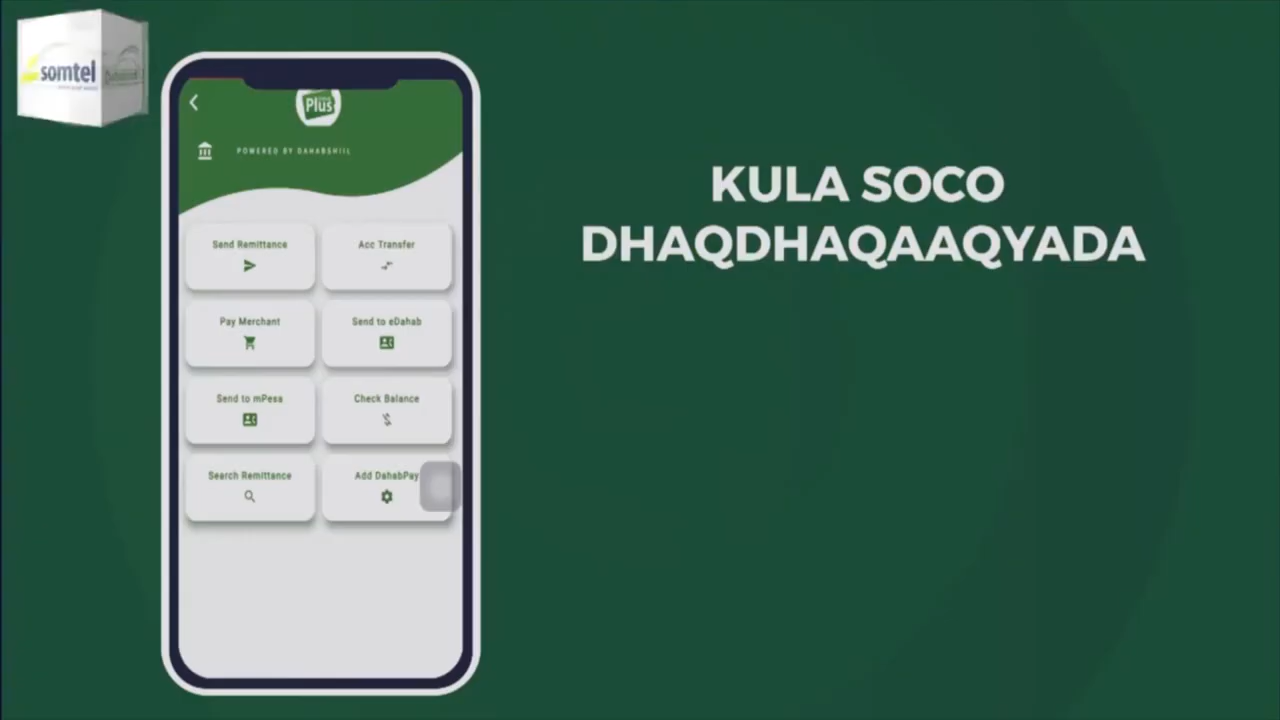 somtel
Plus
POWERED BY DAHABSHIIL
Send Remittance
Acc Transfer
Pay Merchant
Send to eDahab
Send to mPesa
Check Balance
Search Remittance
Add DahabPay
KULA SOCO
DHAQDHAQAAQYADA